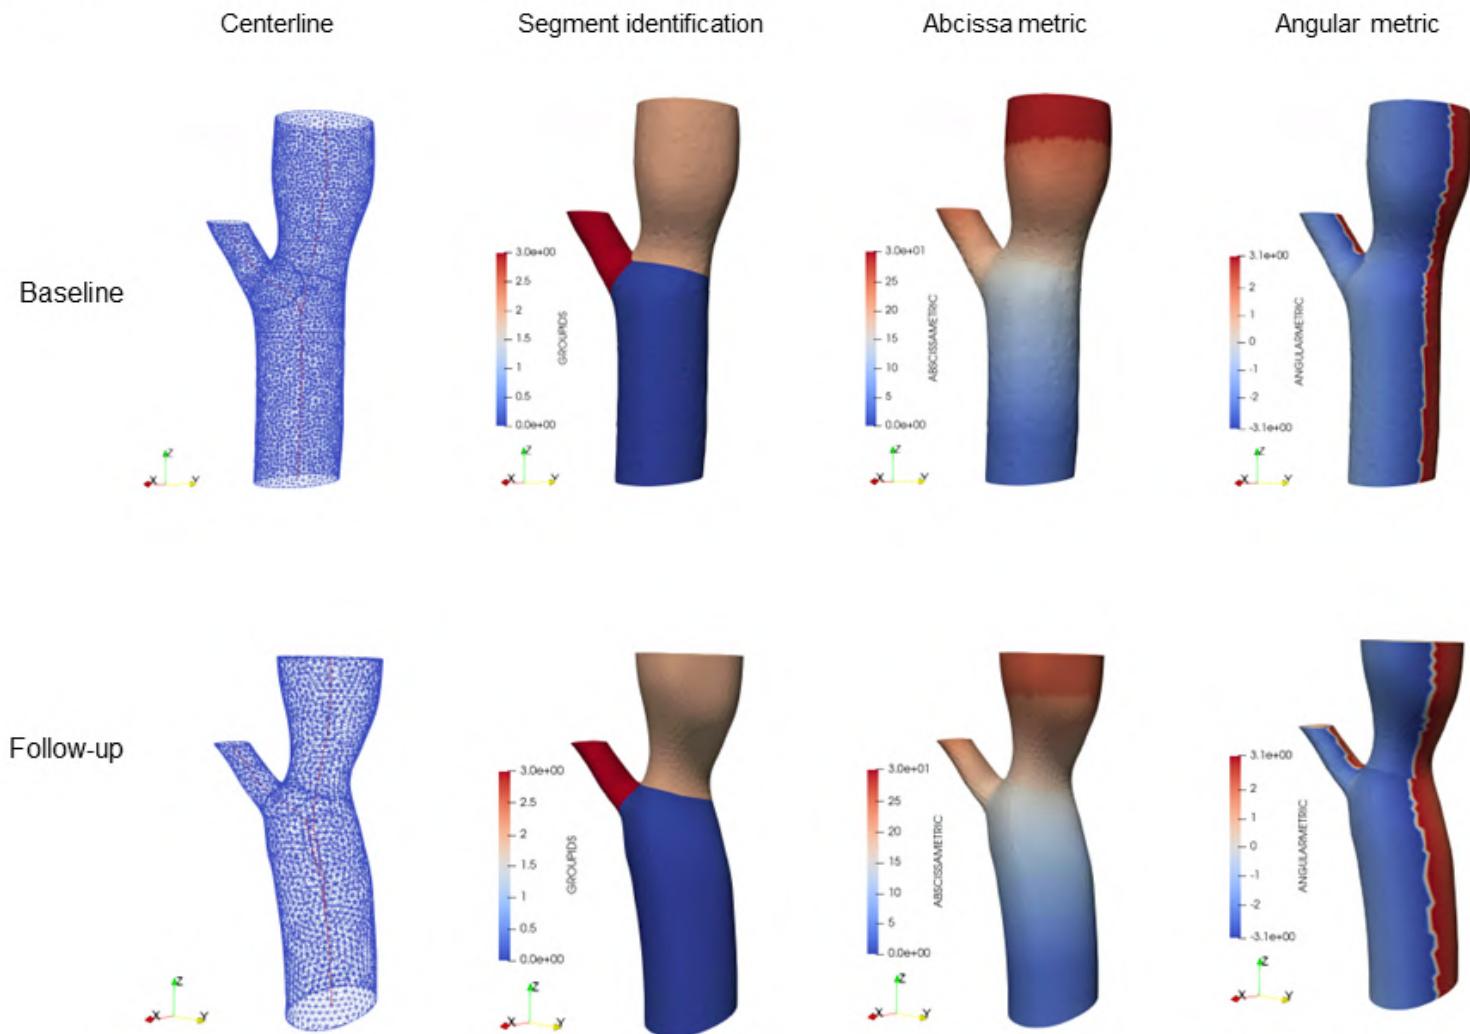 Centerline
Segment identification
Abcissa metric
Angular metric
Baseline
Z
X
Y
3.0e+00
2.5
2
1.5
1
0.5
0.0e+00
GROUPIDS
Z
X
Y
3.0e+01
25
20
15
10
5
0.0e+00
ABSCISSAMETRIC
Z
X
Y
3.1e+00
2
1
0
-1
-2
-3.1e+00
ANGULARMETRIC
Z
X
Y
Follow-up
Z
X
Y
3.0e+00
2.5
2
1.5
1
0.5
0.0e+00
GROUPIDS
Z
X
Y
3.0e+01
25
20
15
10
5
0.0e+00
ABSCISSAMETRIC
Z
X
Y
3.1e+00
2
1
0
-1
-2
-3.1e+00
ANGULARMETRIC
Z
X
Y